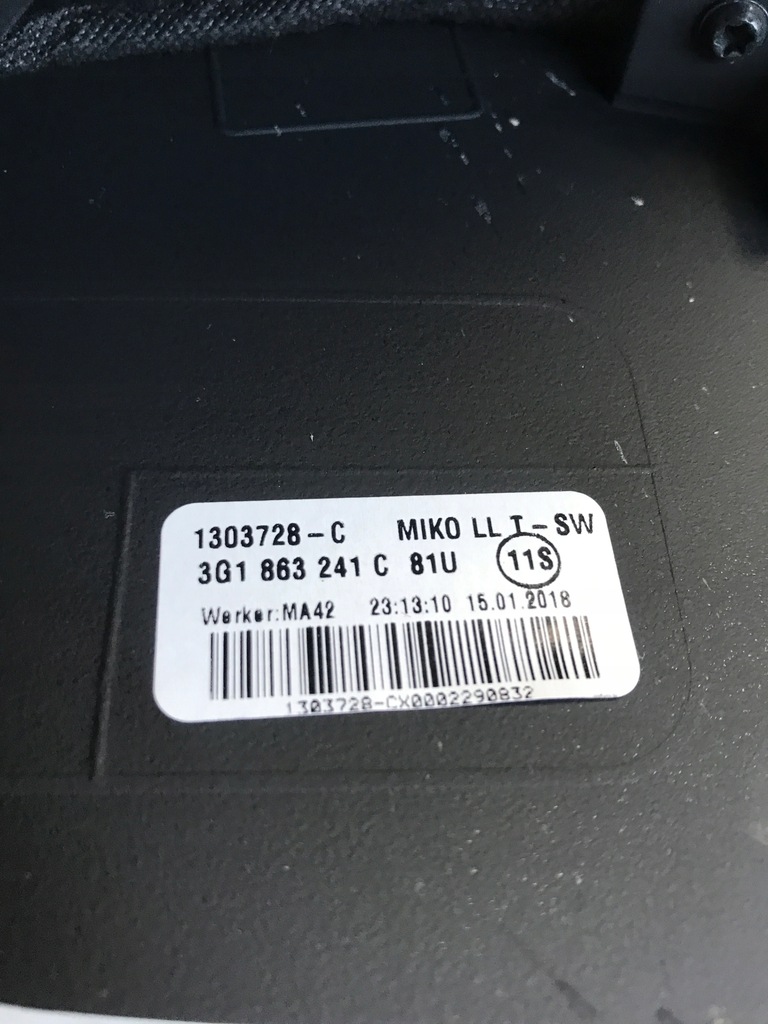 1303728-C MIKO LL T-SW
3G1 863 241 C 81U 11S
Werker:MA42 23:13:10 15.01.2018
1303728-CX0002290832